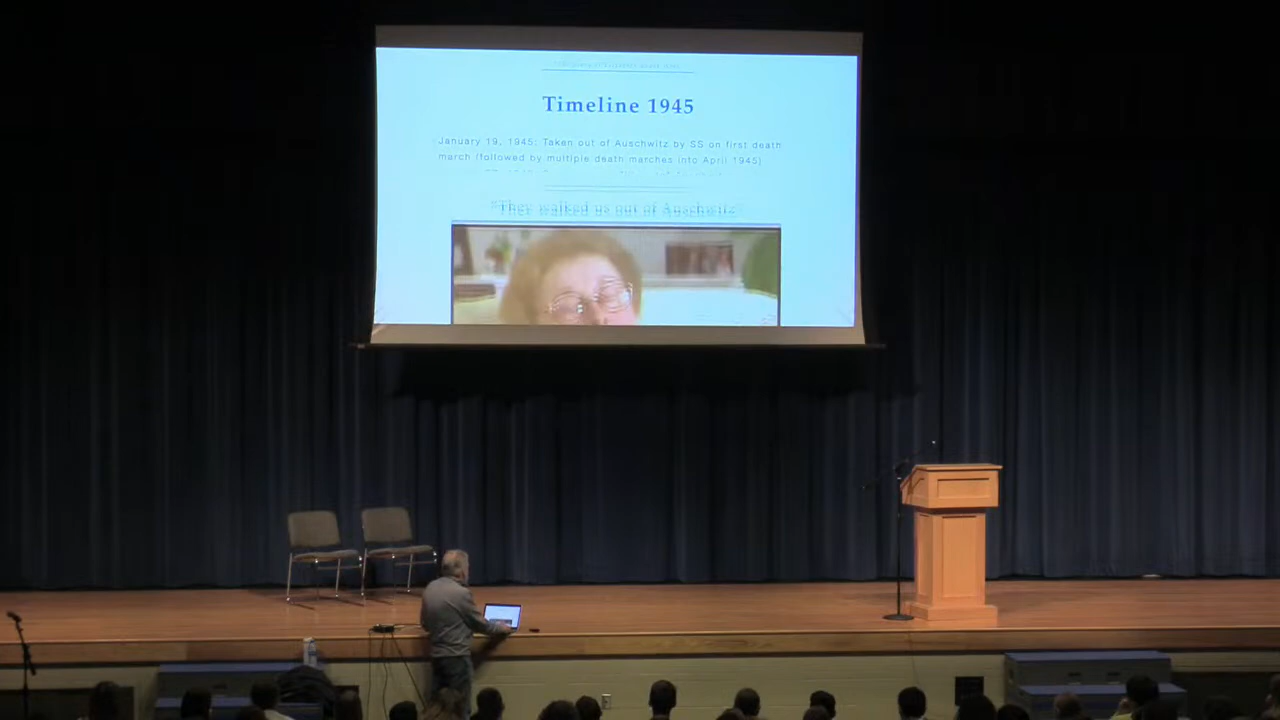 Timeline 1945
January 19, 1945: Taken out of Auschwitz by SS on first death
march (followed by multiple death marches into April 1945)
"They walked us out of Auschwitz"